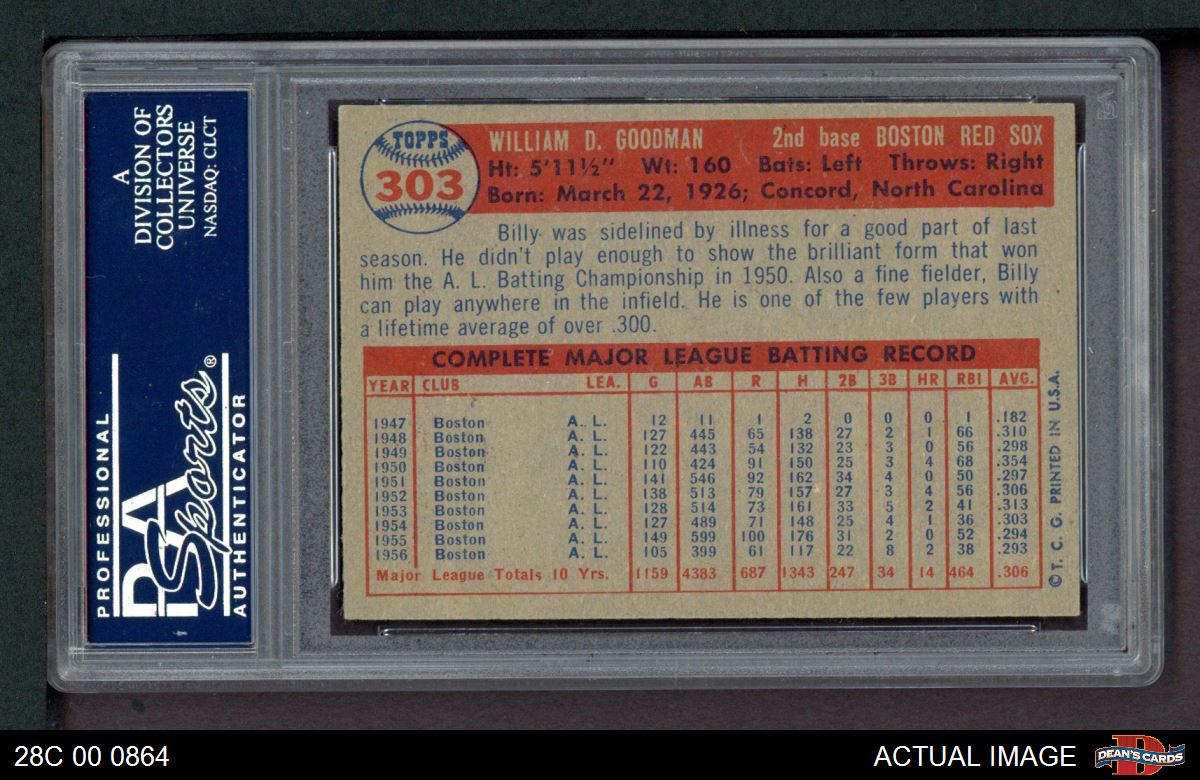 A
DIVISION OF
COLLECTORS
UNIVERSE
NASDAQ: CLCT
PROFESSIONAL
PSA
Sports®
AUTHENTICATOR
TOPPS
303
WILLIAM D. GOODMAN 2nd base BOSTON RED SOX
Ht: 5'11½" Wt: 160 Bats: Left Throws: Right
Born: March 22, 1926; Concord, North Carolina
Billy was sidelined by illness for a good part of last
season. He didn't play enough to show the brilliant form that won
him the A. L. Batting Championship in 1950. Also a fine fielder, Billy
can play anywhere in the infield. He is one of the few players with
a lifetime average of over .300.
COMPLETE MAJOR LEAGUE BATTING RECORD
YEAR CLUB LEA. G AB R H 2B 3B HR RBI AVG.
1947 Boston A. L. 12 11 1 2 0 0 0 1 .182
1948 Boston A. L. 127 445 65 138 27 2 1 66 .310
1949 Boston A. L. 122 443 54 132 23 3 0 56 .298
1950 Boston A. L. 110 424 91 150 25 3 4 68 .354
1951 Boston A. L. 141 546 92 162 34 4 0 50 .297
1952 Boston A. L. 138 513 79 157 27 3 4 56 .306
1953 Boston A. L. 128 514 73 161 33 5 2 41 .313
1954 Boston A. L. 127 489 71 148 25 4 1 36 .303
1955 Boston A. L. 149 599 100 176 31 2 0 52 .294
1956 Boston A. L. 105 399 61 117 22 8 2 38 .293
Major League Totals 10 Yrs. 1159 4383 687 1343 247 34 14 464 .306
© T. C. G. PRINTED IN U.S.A.
28C 00 0864
ACTUAL IMAGE
DEAN'S CARDS